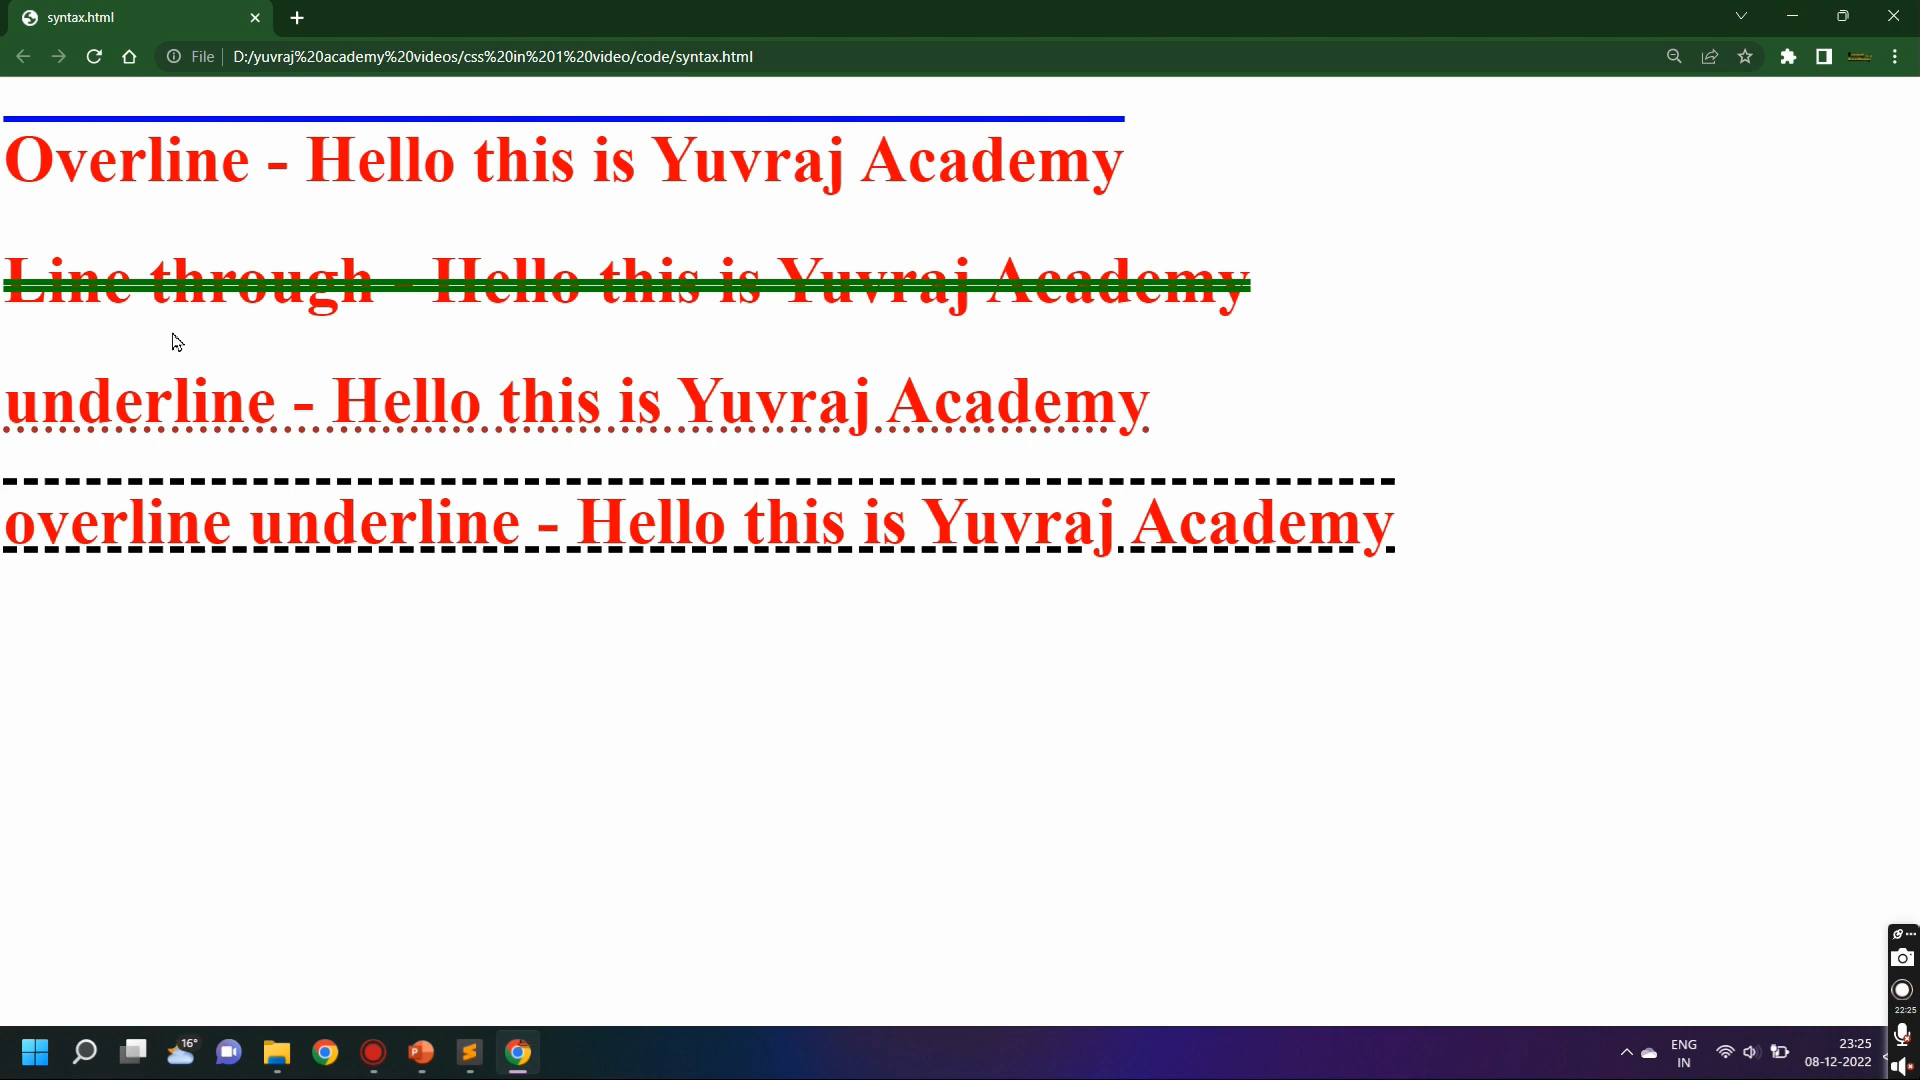 syntax.html
File
D:/yuvraj%20academy%20videos/css%20in%201%20video/code/syntax.html
Overline - Hello this is Yuvraj Academy
Line through - Hello this is Yuvraj Academy
underline - Hello this is Yuvraj Academy
overline underline - Hello this is Yuvraj Academy
22:25
16°
P
ENG
IN
23:25
08-12-2022